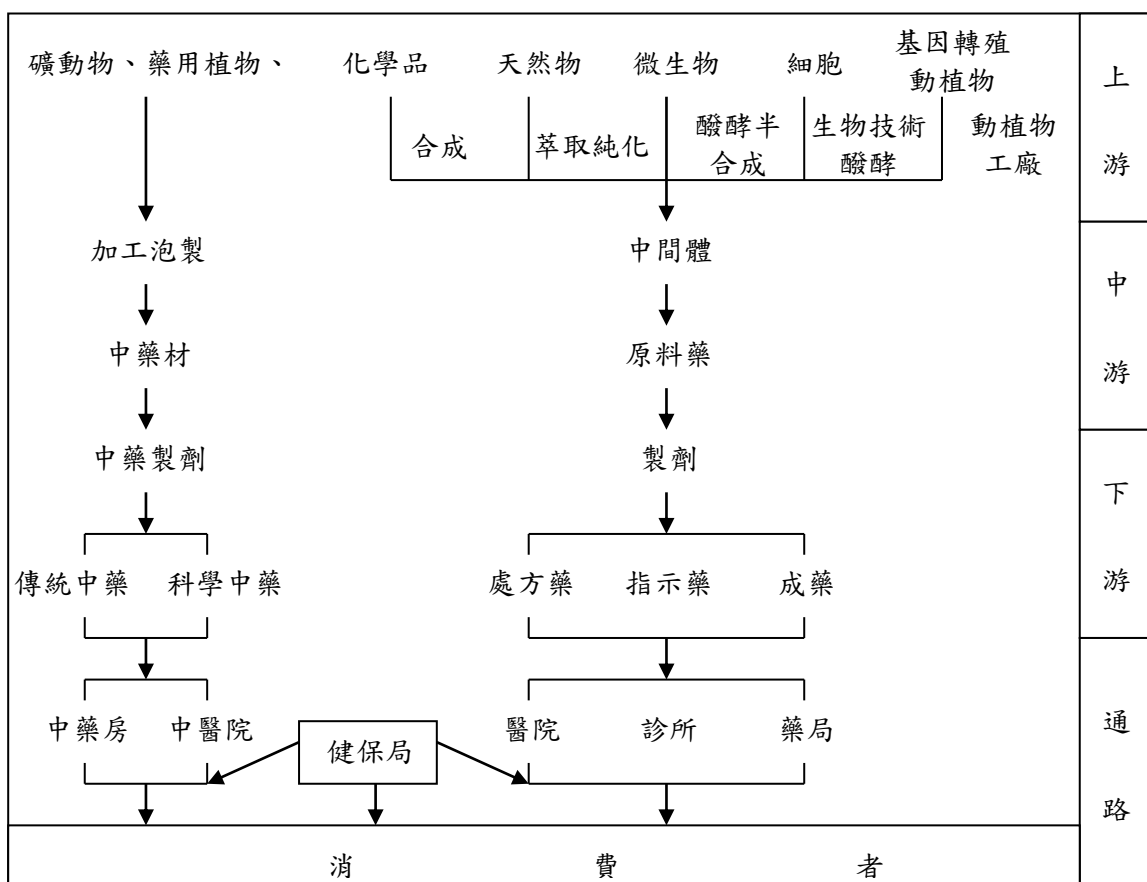 礦動物、藥用植物、 化學品 天然物 微生物 細胞 基因轉殖
動植物
上
游
合成 萃取純化 醱酵半
合成 生物技術
醱酵 動植物
工廠
加工泡製 中間體
中
游
中藥材 原料藥
中藥製劑 製劑
下
游
傳統中藥 科學中藥 處方藥 指示藥 成藥
中藥房 中醫院 健保局 醫院 診所 藥局
通
路
消 費 者